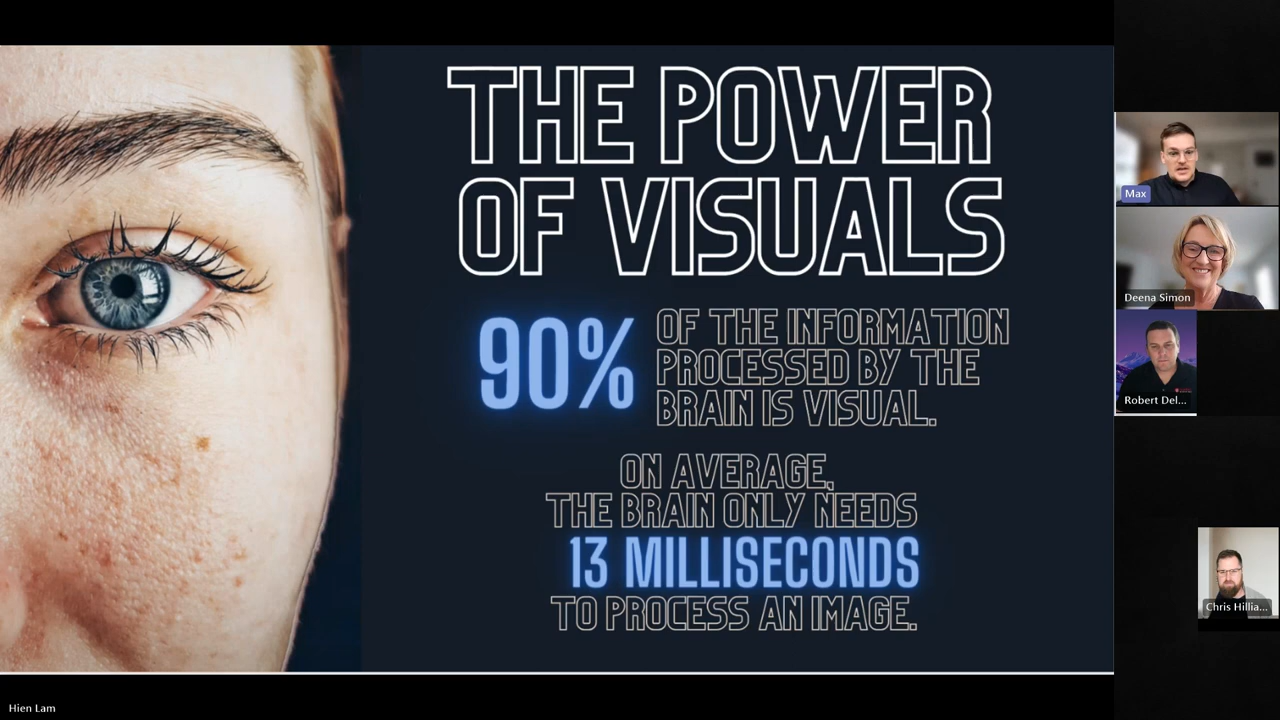 THE POWER
OF VISUALS
90%
OF THE INFORMATION
PROCESSED BY THE
BRAIN IS VISUAL.
ON AVERAGE,
THE BRAIN ONLY NEEDS
13 MILLISECONDS
TO PROCESS AN IMAGE.
Max
Deena Simon
Robert Del...
Chris Hillia...
Hien Lam